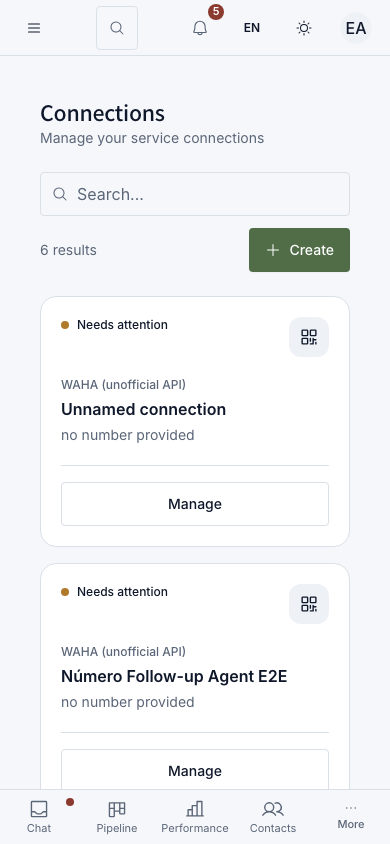 5
EN
EA
Connections
Manage your service connections
Search...
6 results
Create
Needs attention
WAHA (unofficial API)
Unnamed connection
no number provided
Manage
Needs attention
WAHA (unofficial API)
Número Follow-up Agent E2E
no number provided
Manage
Chat
Pipeline
Performance
Contacts
More